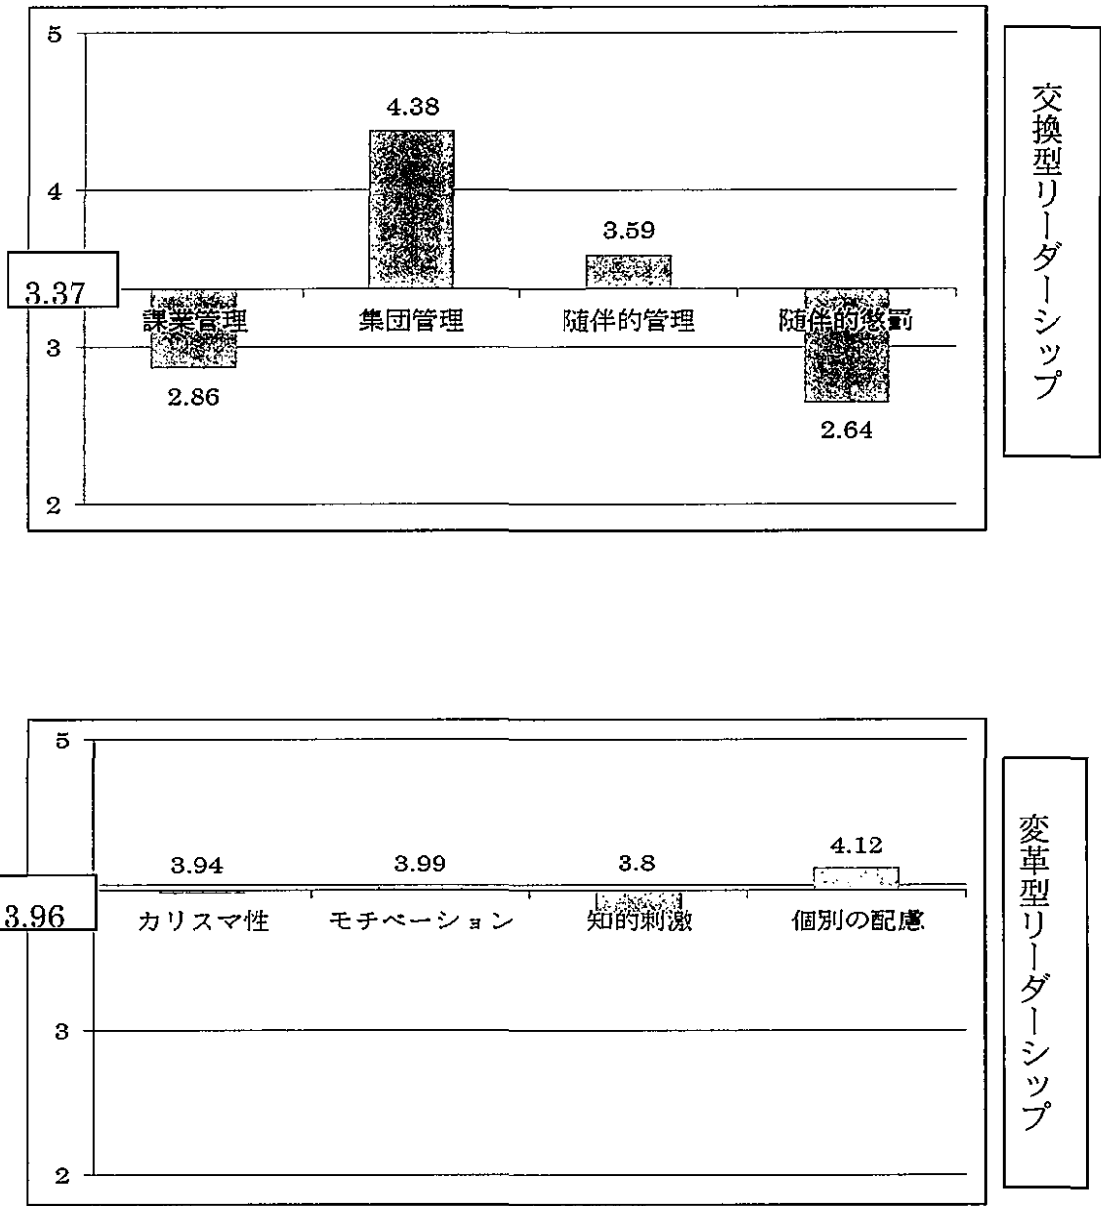 5
4.38
4
3.59
3.37
課業管理 集団管理 随伴的管理 随伴的懲罰
3
2.86
2.64
2
交換型リーダーシップ
5
3.94 3.99 3.8 4.12
3.96
カリスマ性 モチベーション 知的刺激 個別の配慮
3
2
変革型リーダーシップ